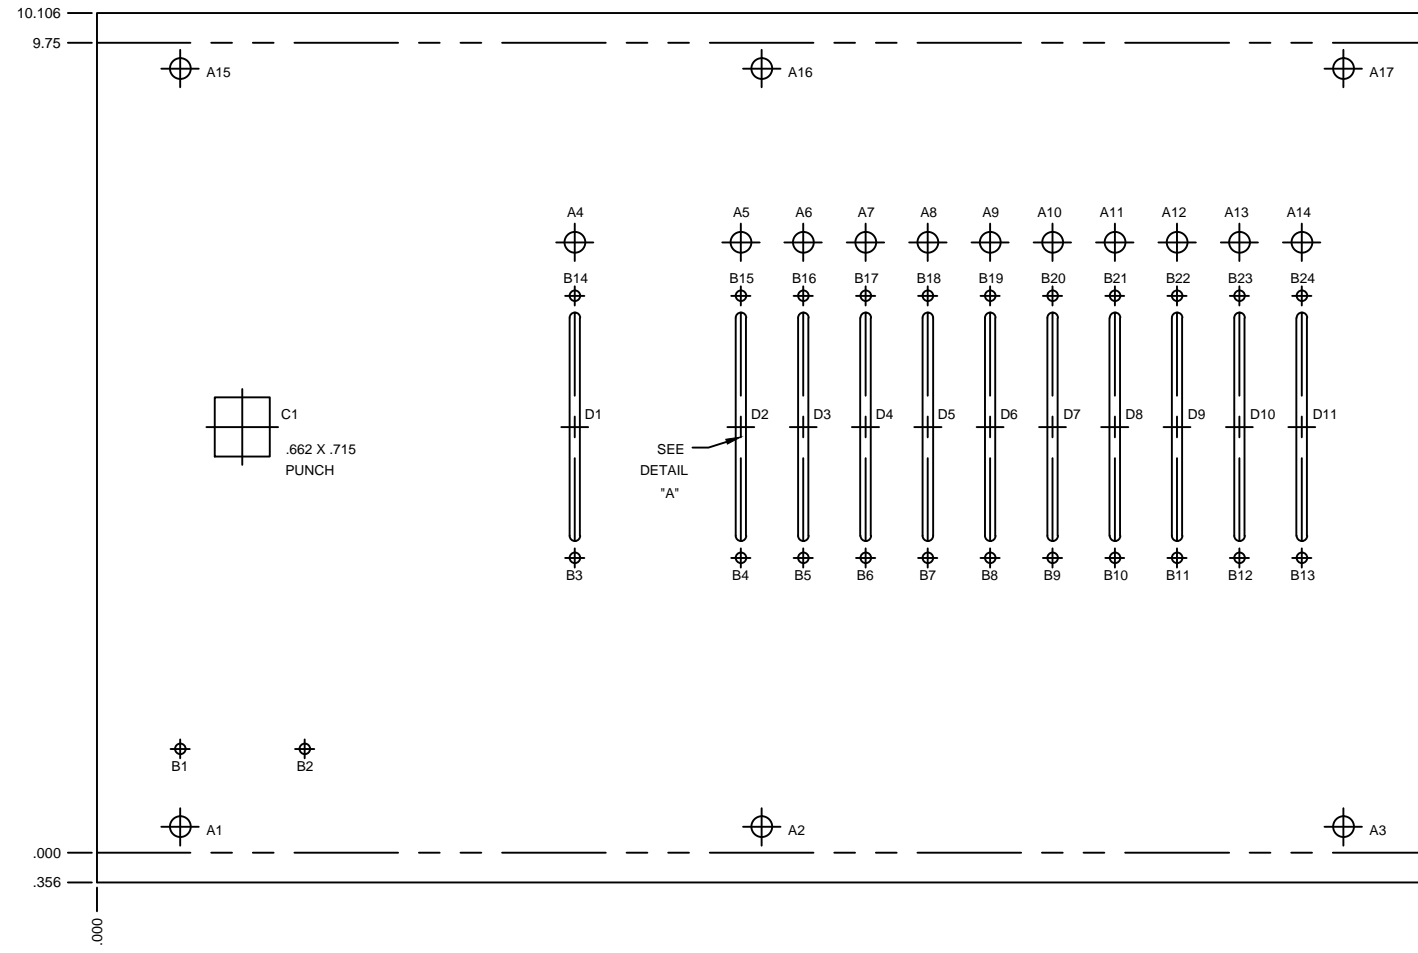 10.106
9.75
A15 A16 A17
A4 A5 A6 A7 A8 A9 A10 A11 A12 A13 A14
B14 B15 B16 B17 B18 B19 B20 B21 B22 B23 B24
C1 D1 D2 D3 D4 D5 D6 D7 D8 D9 D10 D11
.662 X .715
PUNCH
SEE
DETAIL
"A"
B3 B4 B5 B6 B7 B8 B9 B10 B11 B12 B13
B1 B2
A1 A2 A3
.000
.356
.000